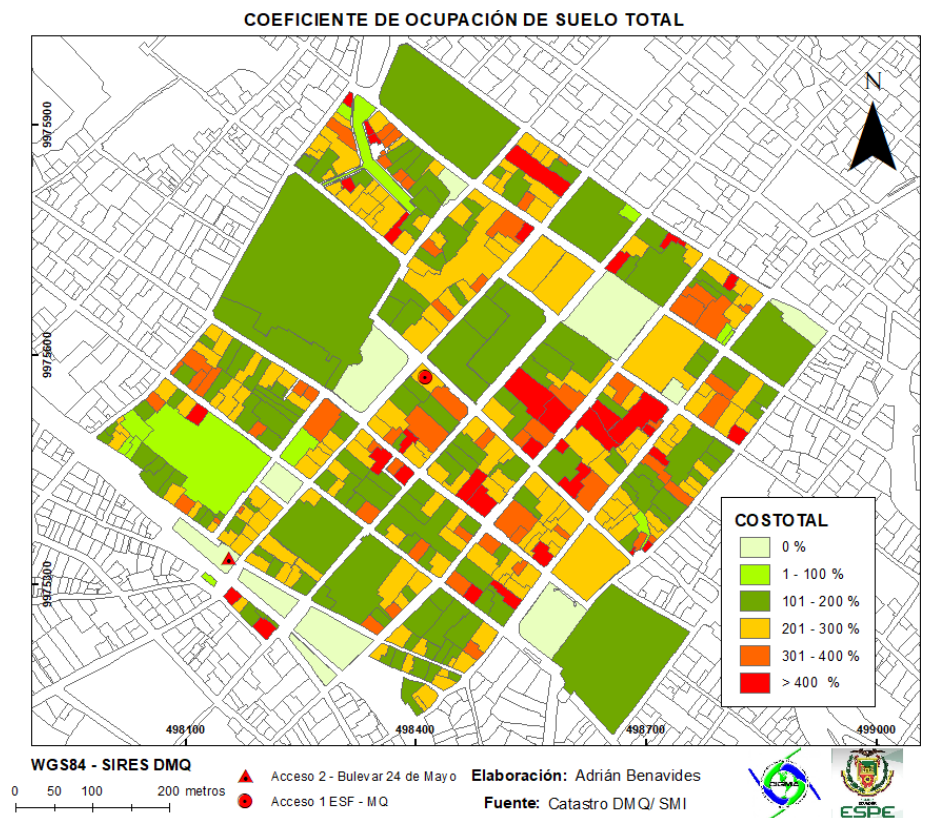 COEFICIENTE DE OCUPACIÓN DE SUELO TOTAL
N
9975900
9975600
9975300
COSTOTAL
0 %
1 - 100 %
101 - 200 %
201 - 300 %
301 - 400 %
> 400 %
498100 498400 498700 499000
WGS84 - SIRES DMQ
0 50 100 200 metros
Acceso 2 - Bulevar 24 de Mayo
Acceso 1 ESF - MQ
Elaboración: Adrián Benavides
Fuente: Catastro DMQ/ SMI
ESPE